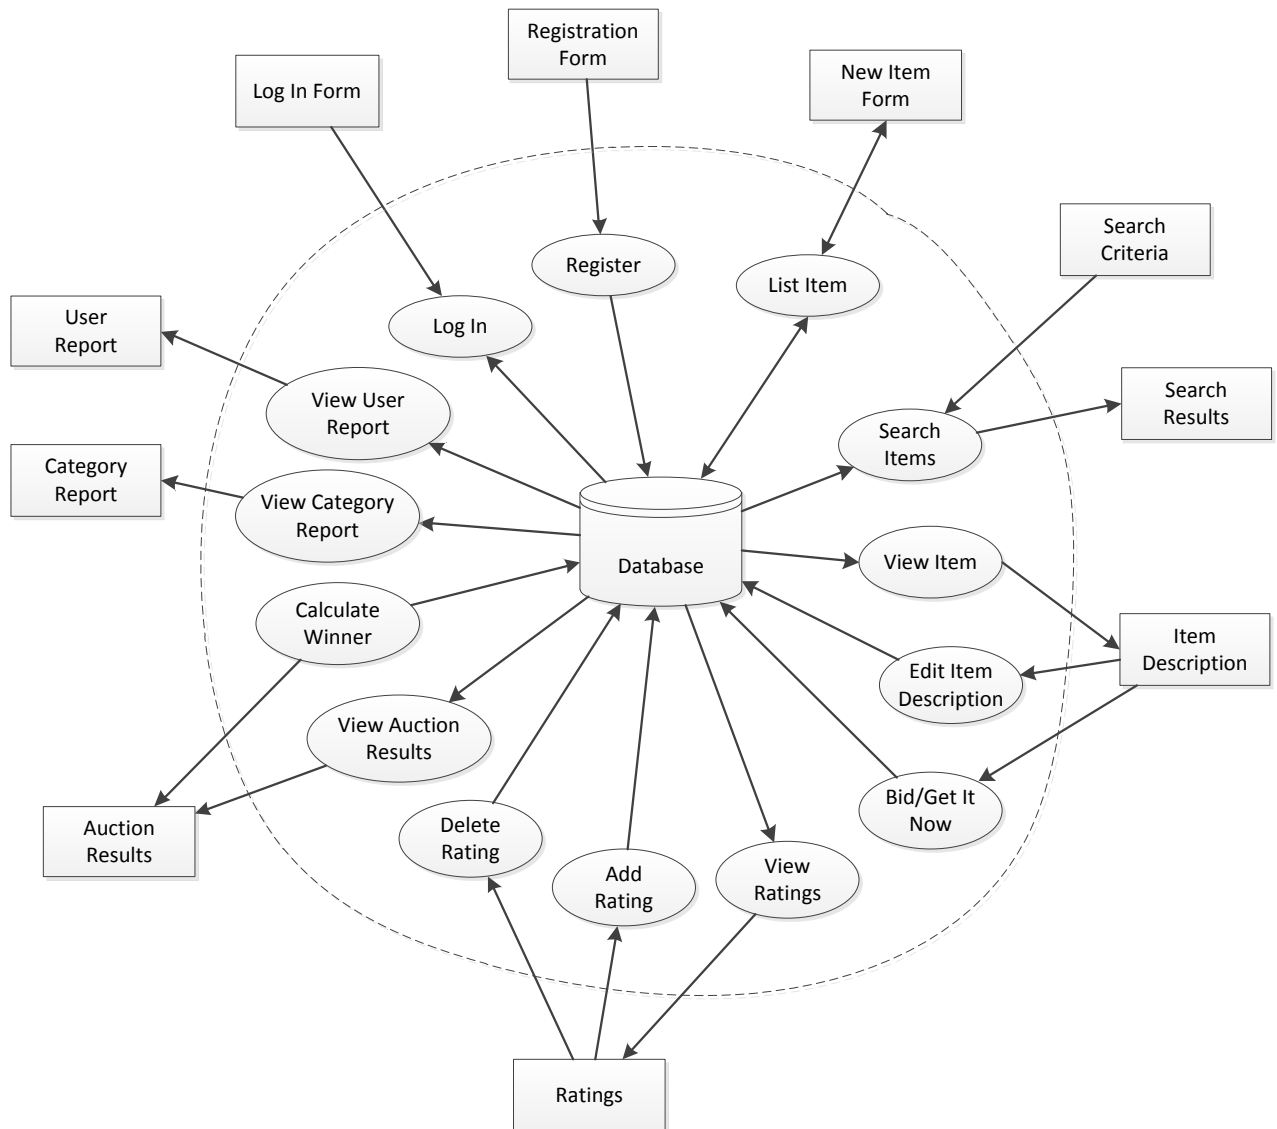 Registration
Form
Log In Form
New Item
Form
Search
Criteria
Register
List Item
Log In
User
Report
View User
Report
Search
Results
Search
Items
Category
Report
View Category
Report
Database
View Item
Calculate
Winner
Item
Description
Edit Item
Description
View Auction
Results
Bid/Get It
Now
Auction
Results
Delete
Rating
Add
Rating
View
Ratings
Ratings